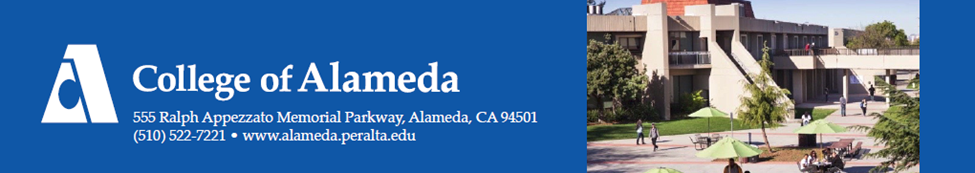 College of Alameda
555 Ralph Appezzato Memorial Parkway, Alameda, CA 94501
(510) 522-7221 • www.alameda.peralta.edu